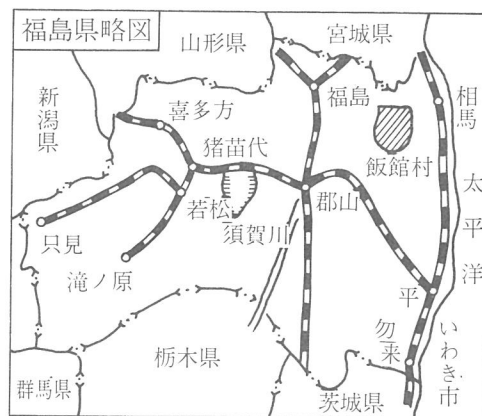 福島県略図
山形県
宮城県
新潟県
喜多方
福島
相馬
猪苗代
飯館村
太平洋
若松
郡山
須賀川
只見
滝ノ原
平
勿来
いわき市
栃木県
群馬県
茨城県